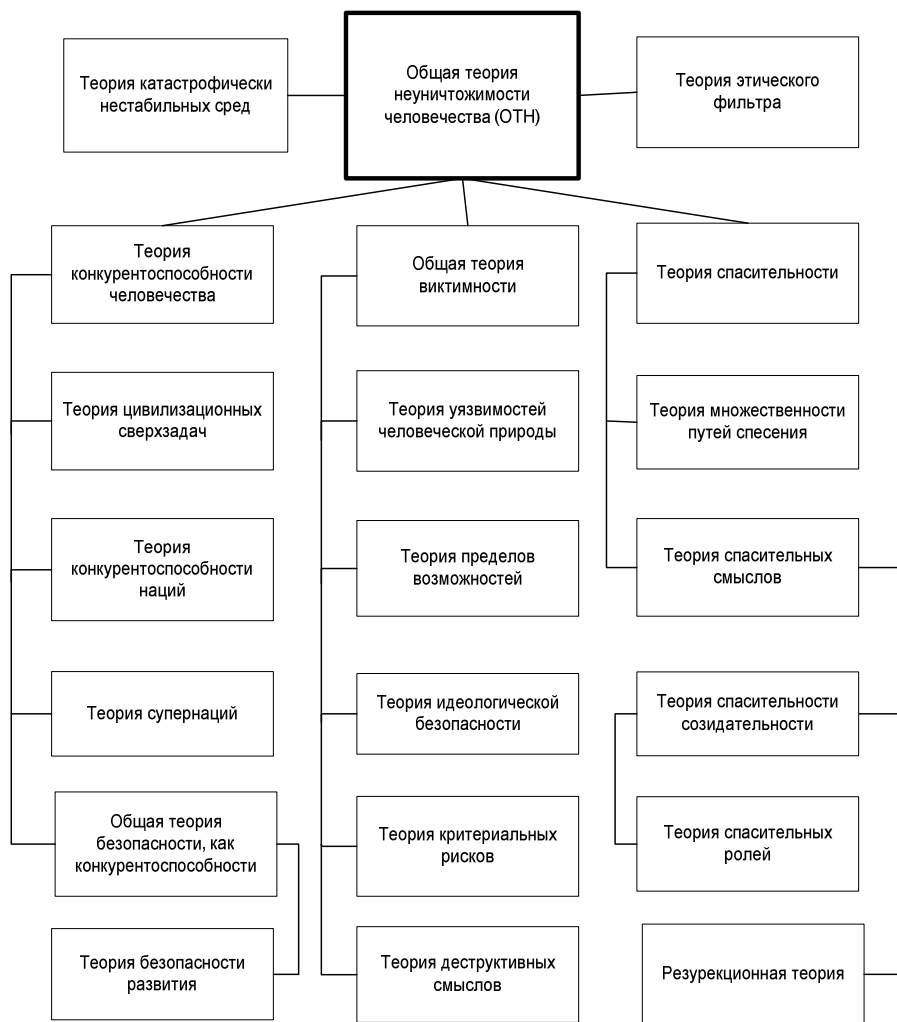 Теория катастрофически
нестабильных сред
Общая теория
неуничтожимости
человечества (ОТН)
Теория этического
фильтра
Теория
конкурентоспособности
человечества
Общая теория
виктимности
Теория спасительности
Теория цивилизационных
сверхзадач
Теория уязвимостей
человеческой природы
Теория множественности
путей спесения
Теория
конкурентоспособности
наций
Теория пределов
возможностей
Теория спасительных
смыслов
Теория супернаций
Теория идеологической
безопасности
Теория спасительности
созидательности
Общая теория
безопасности, как
конкурентоспособности
Теория критериальных
рисков
Теория спасительных
ролей
Теория безопасности
развития
Теория деструктивных
смыслов
Резурекционная теория